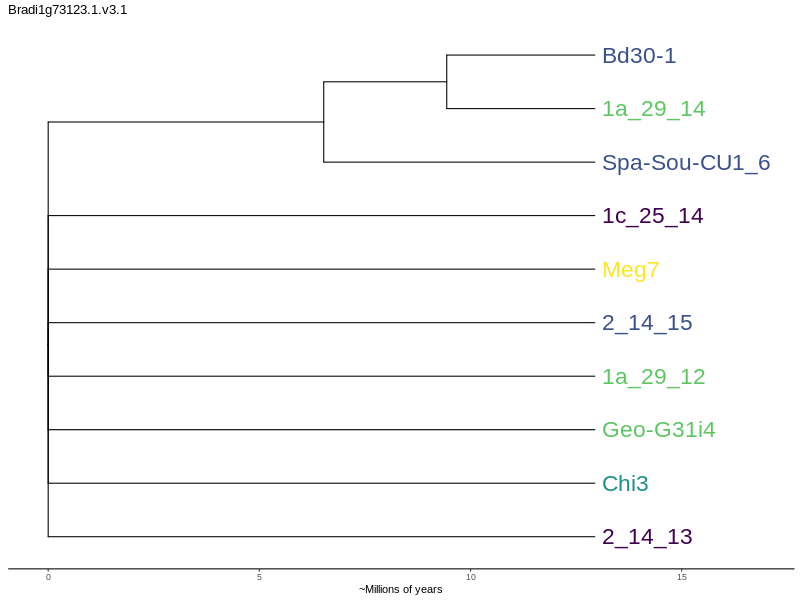 Bradi1g73123.1.v3.1
Bd30-1
1a_29_14
Spa-Sou-CU1_6
1c_25_14
Meg7
2_14_15
1a_29_12
Geo-G31i4
Chi3
2_14_13
0 5 10 15
~Millions of years